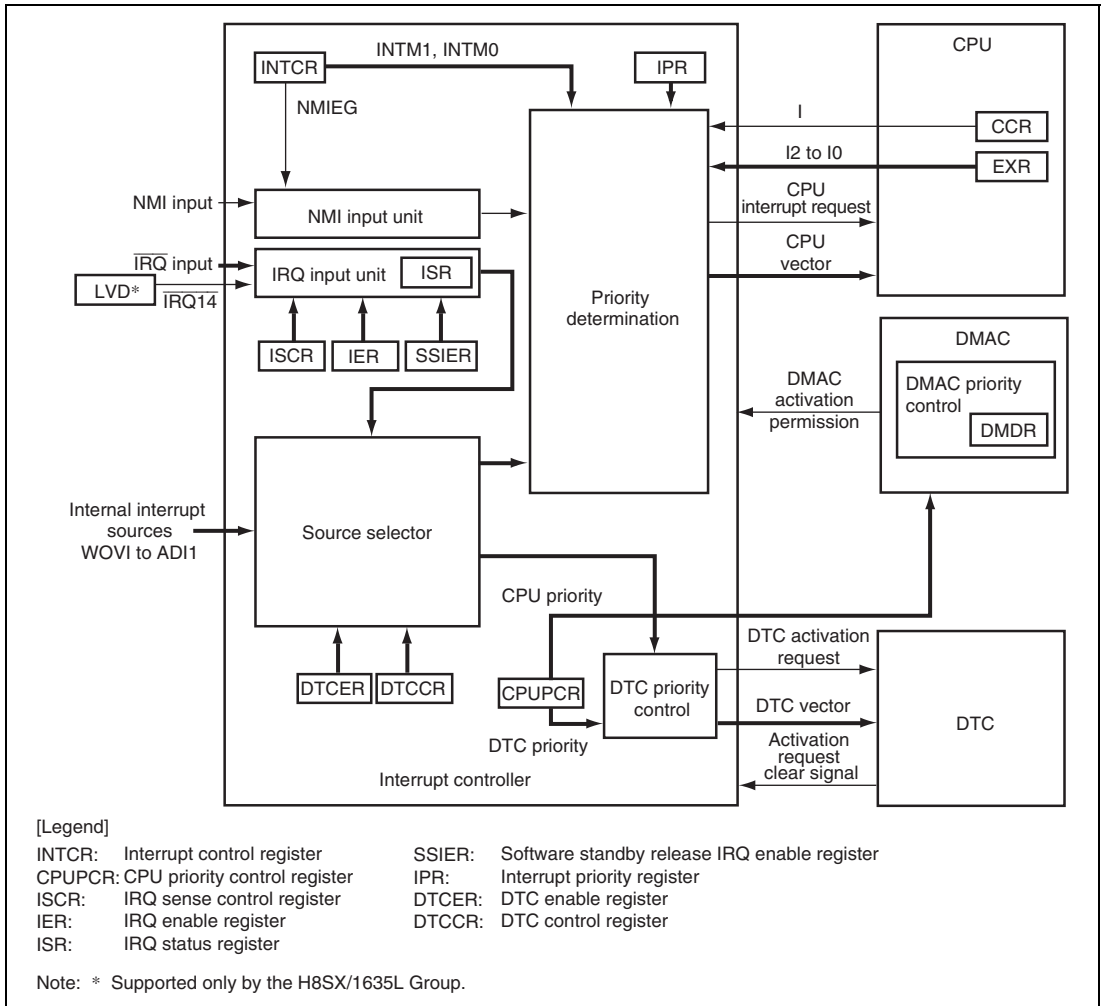 INTCR
INTM1, INTM0
IPR
CPU
NMIEG
I
CCR
I2 to I0
EXR
NMI input
NMI input unit
CPU
interrupt request
CPU
vector
IRQ input
IRQ input unit
ISR
LVD*
IRQ14
Priority
determination
ISCR
IER
SSIER
DMAC
DMAC priority
control
DMDR
DMAC
activation
permission
Internal interrupt
sources
WOVI to ADI1
Source selector
CPU priority
DTCER
DTCCR
CPUPCR
DTC priority
control
DTC priority
DTC activation
request
DTC vector
Activation
request
clear signal
DTC
Interrupt controller
[Legend]
INTCR: Interrupt control register
CPUPCR: CPU priority control register
ISCR: IRQ sense control register
IER: IRQ enable register
ISR: IRQ status register
SSIER: Software standby release IRQ enable register
IPR: Interrupt priority register
DTCER: DTC enable register
DTCCR: DTC control register
Note: * Supported only by the H8SX/1635L Group.